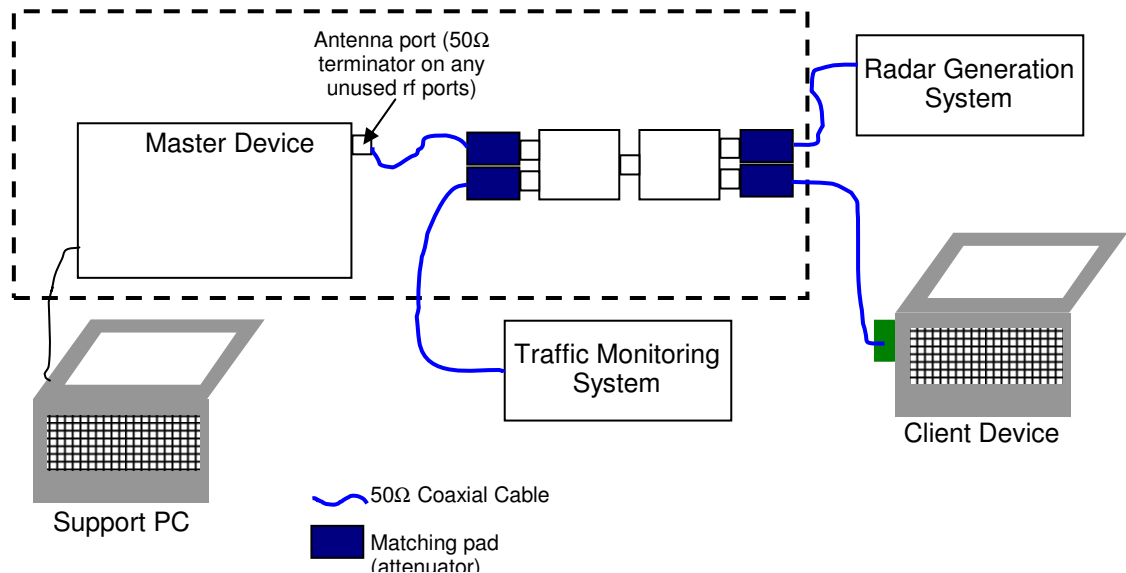 Antenna port (50Ω
terminator on any
unused rf ports)
Master Device
Radar Generation
System
Traffic Monitoring
System
Client Device
Support PC
50Ω Coaxial Cable
Matching pad
(attenuator)